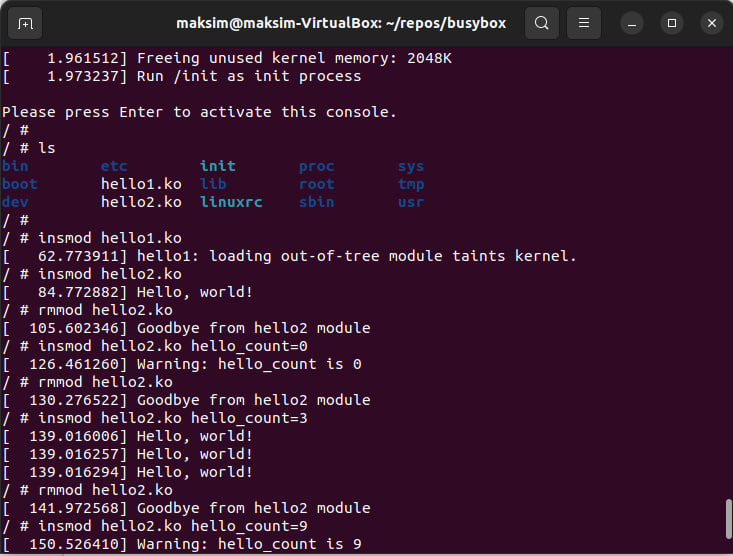 maksim@maksim-VirtualBox: ~/repos/busybox
[    1.961512] Freeing unused kernel memory: 2048K
[    1.973237] Run /init as init process

Please press Enter to activate this console.
/ #
/ # ls
bin        etc        init       proc       sys
boot       hello1.ko  lib        root       tmp
dev        hello2.ko  linuxrc    sbin       usr
/ #
/ # insmod hello1.ko
[   62.773911] hello1: loading out-of-tree module taints kernel.
/ # insmod hello2.ko
[   84.772882] Hello, world!
/ # rmmod hello2.ko
[  105.602346] Goodbye from hello2 module
/ # insmod hello2.ko hello_count=0
[  126.461260] Warning: hello_count is 0
/ # rmmod hello2.ko
[  130.276522] Goodbye from hello2 module
/ # insmod hello2.ko hello_count=3
[  139.016006] Hello, world!
[  139.016257] Hello, world!
[  139.016294] Hello, world!
/ # rmmod hello2.ko
[  141.972568] Goodbye from hello2 module
/ # insmod hello2.ko hello_count=9
[  150.526410] Warning: hello_count is 9